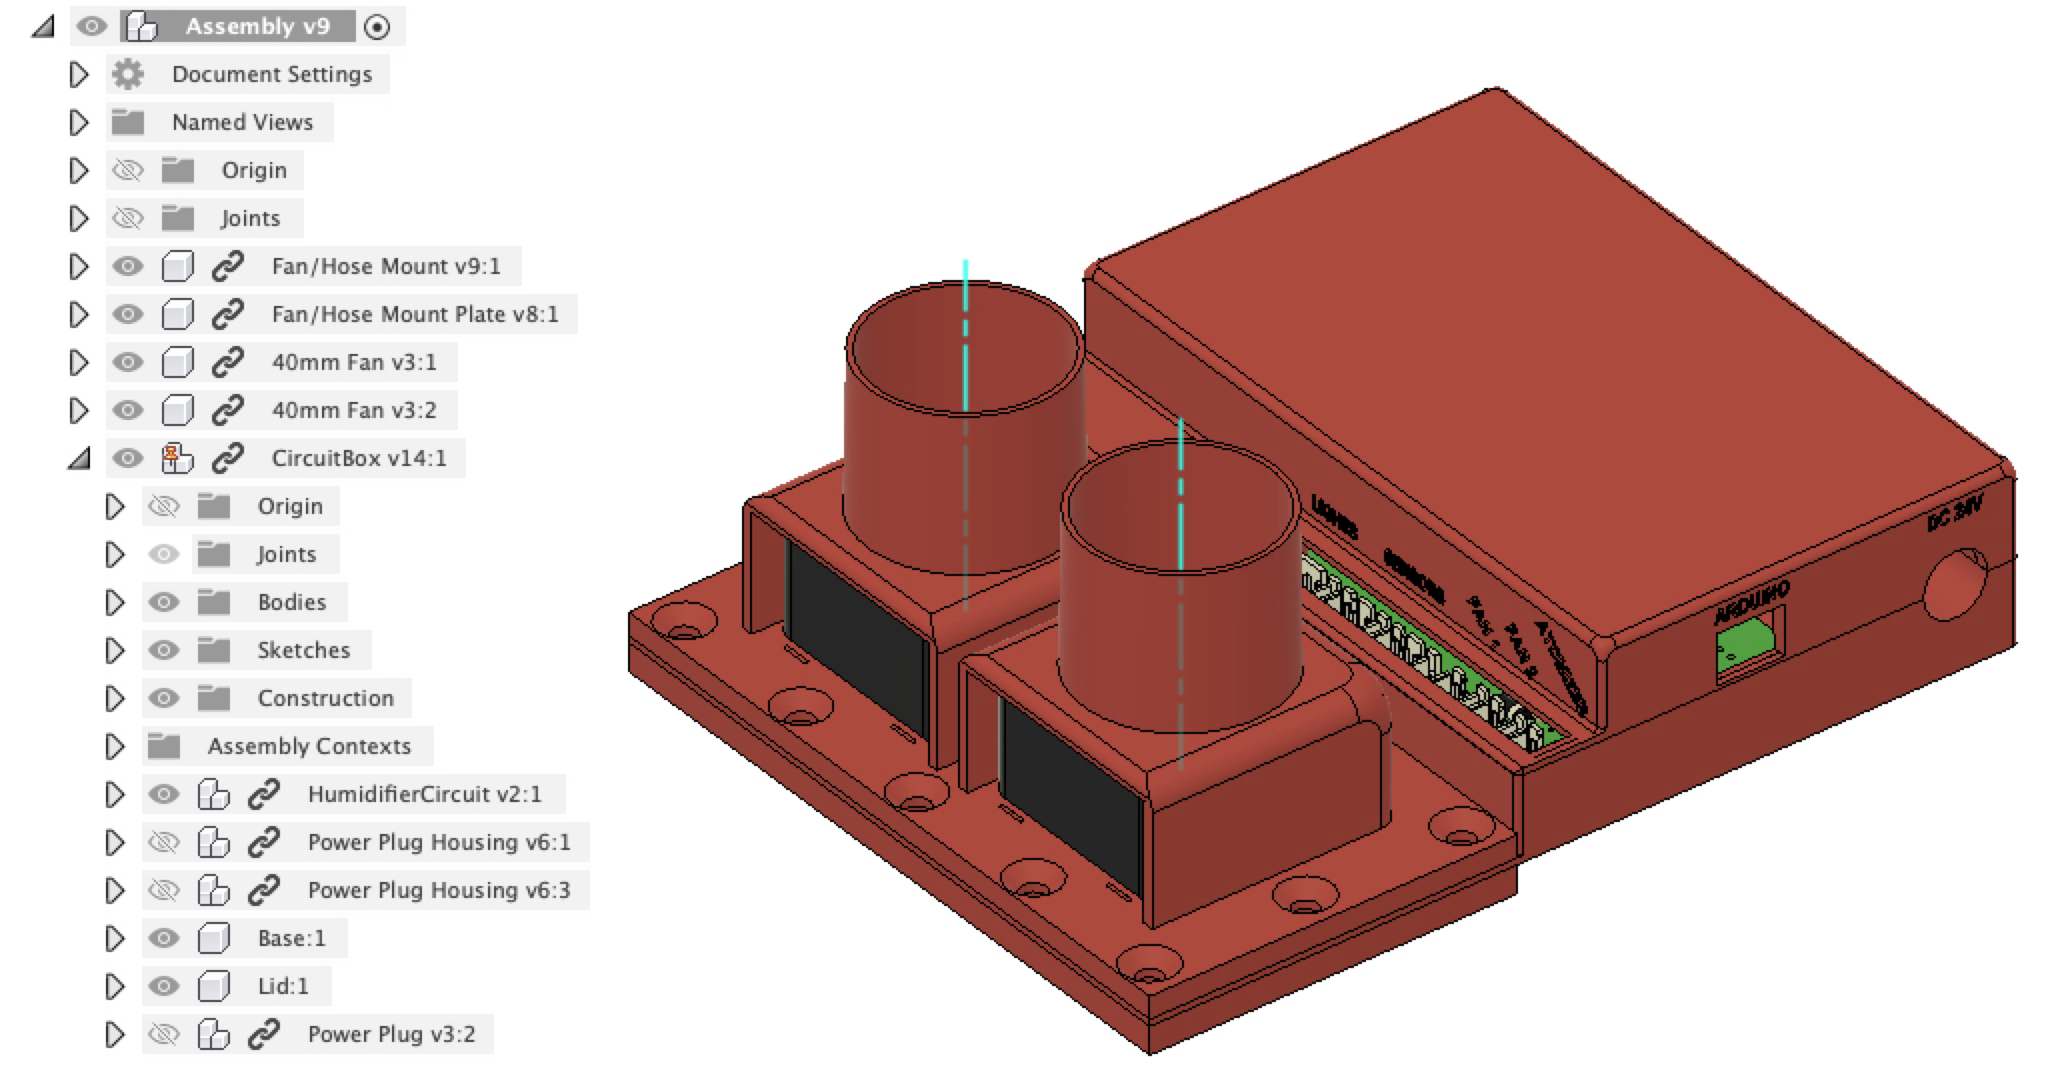 Assembly v9
Document Settings
Named Views
Origin
Joints
Fan/Hose Mount v9:1
Fan/Hose Mount Plate v8:1
40mm Fan v3:1
40mm Fan v3:2
CircuitBox v14:1
Origin
Joints
Bodies
Sketches
Construction
Assembly Contexts
HumidifierCircuit v2:1
Power Plug Housing v6:1
Power Plug Housing v6:3
Base:1
Lid:1
Power Plug v3:2
LIGHTS
SENSORS
FAN 1
FAN 2
ATOMIZER
ARDUINO
DC 24V